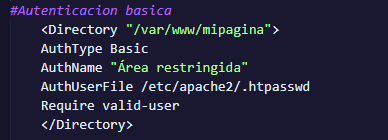 #Autenticacion basica
<Directory "/var/www/mipagina">
AuthType Basic
AuthName "Área restringida"
AuthUserFile /etc/apache2/.htpasswd
Require valid-user
</Directory>